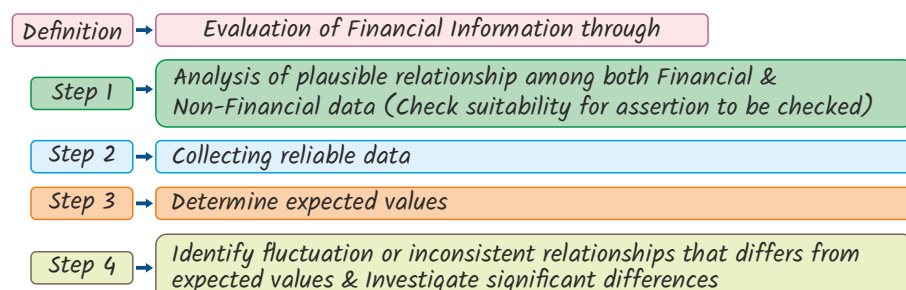 Definition Evaluation of Financial Information through
Step 1 Analysis of plausible relationship among both Financial &
Non-Financial data (Check suitability for assertion to be checked)
Step 2 Collecting reliable data
Step 3 Determine expected values
Step 4 Identify fluctuation or inconsistent relationships that differs from
expected values & Investigate significant differences